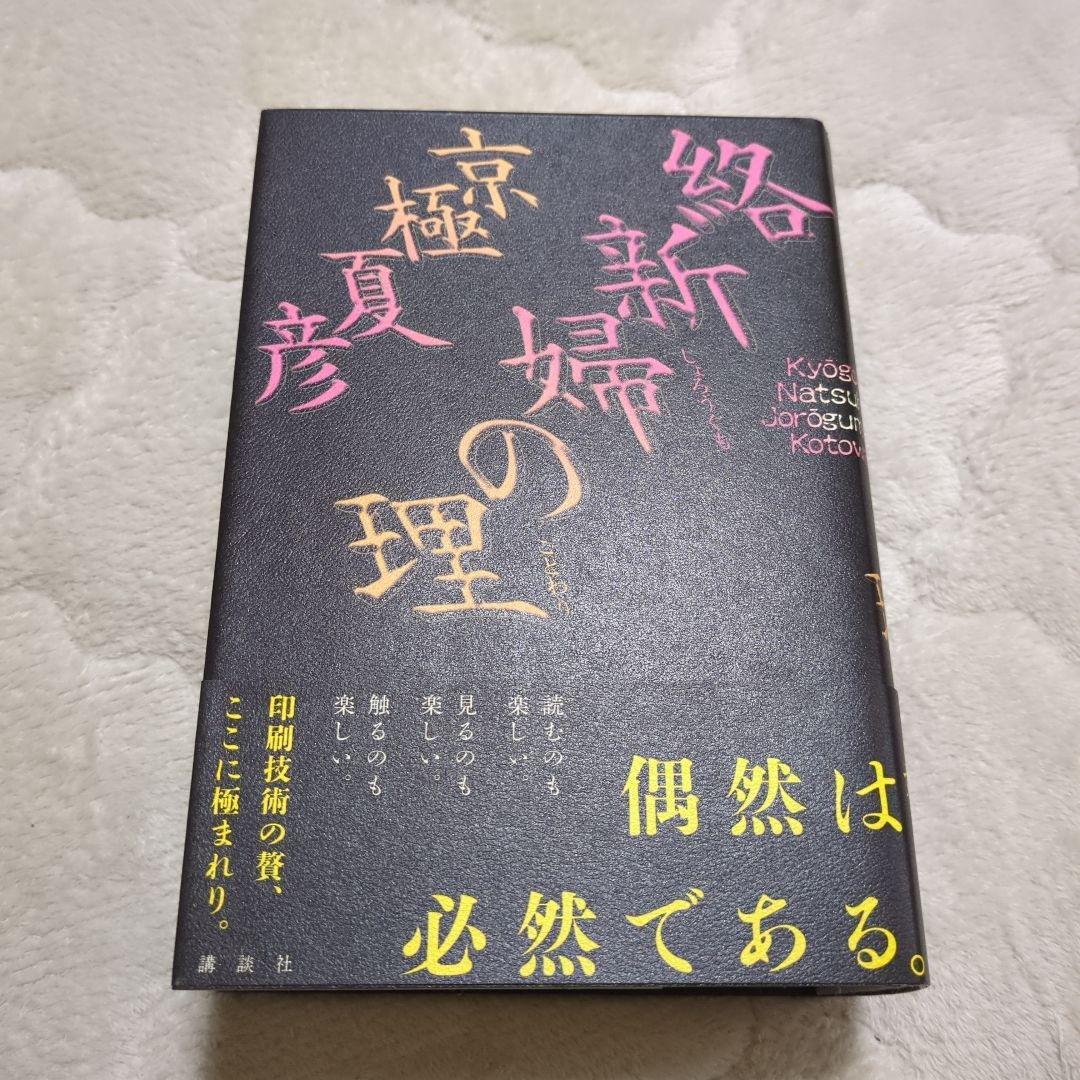 絡新婦の理
じょろうぐも
ことわり
京極夏彦
Kyōgo
Natsu
Jorōgum
Kotow
理
偶然は
必然である。
読むのも
楽しい。
見るのも
楽しい。
触るのも
楽しい。
印刷技術の贅、
ここに極まれり。
講談社